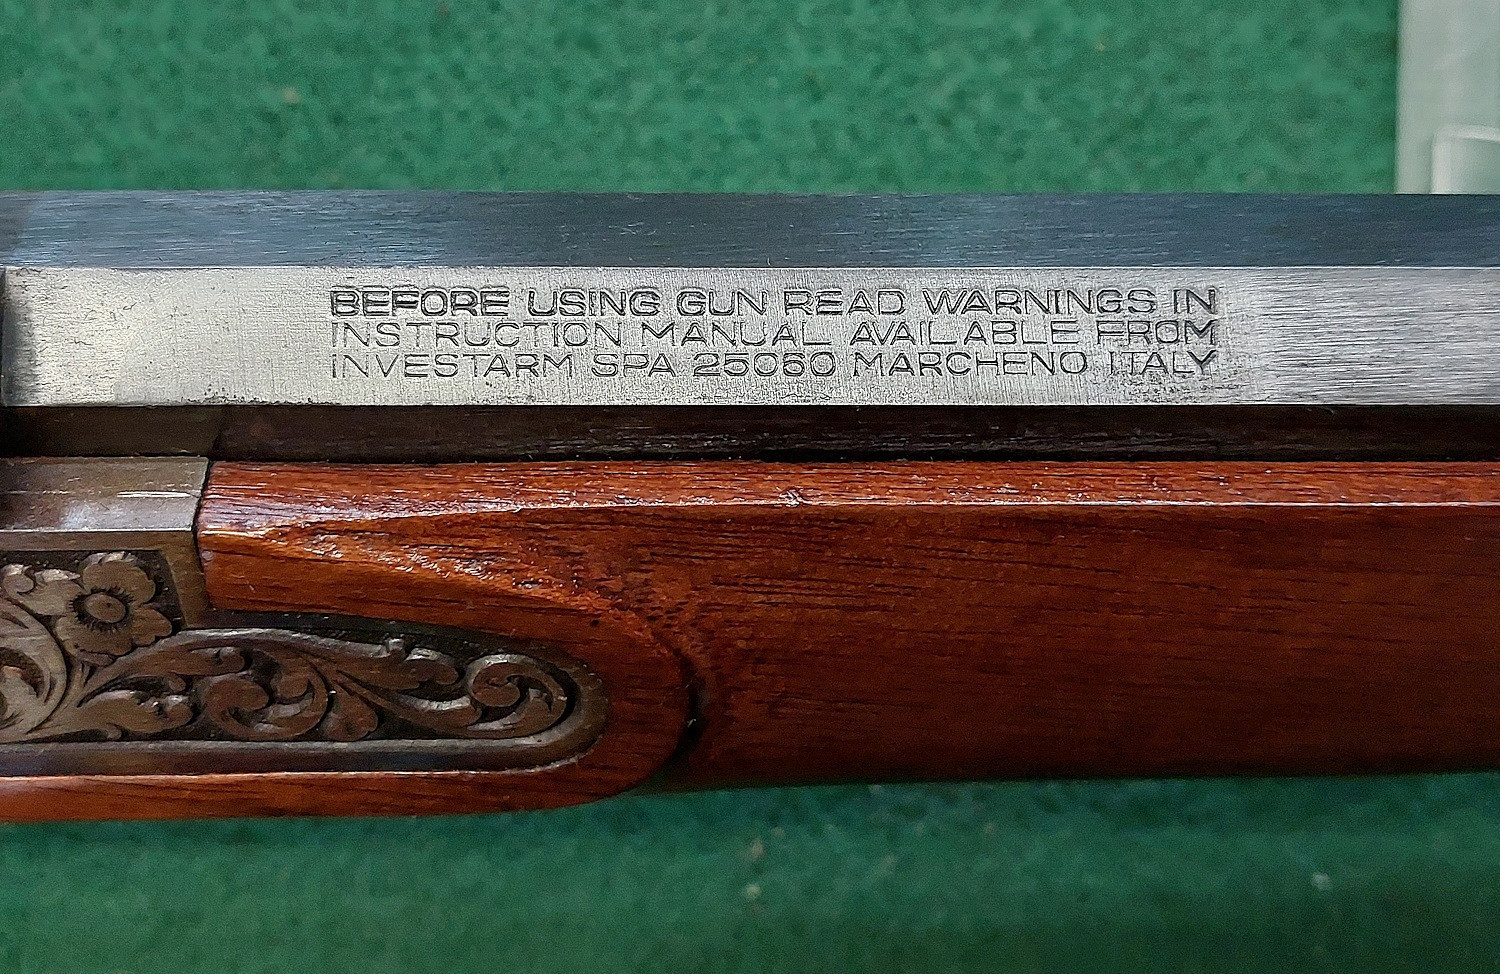 BEFORE USING GUN READ WARNINGS IN
INSTRUCTION MANUAL AVAILABLE FROM
INVESTARM SPA 25060 MARCHENO ITALY